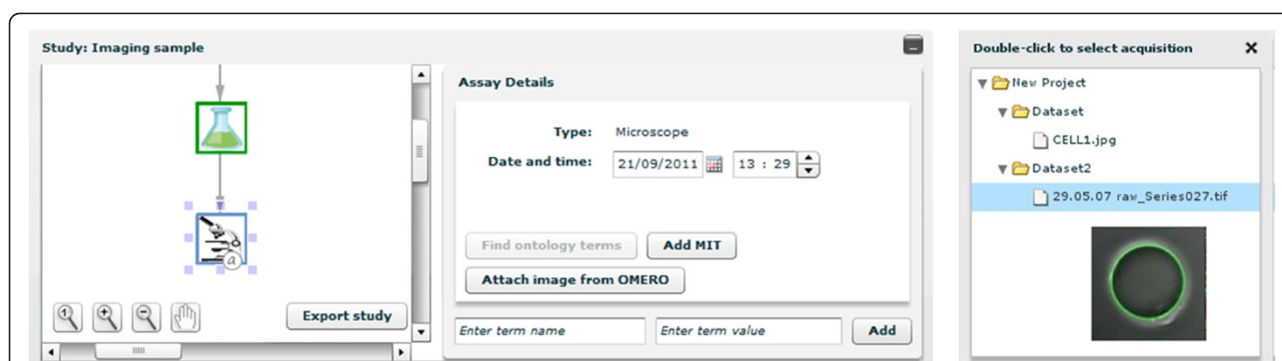 Study: Imaging sample
Export study
Assay Details
Type: Microscope
Date and time: 21/09/2011 13 : 29
Find ontology terms Add MIT
Attach image from OMERO
Enter term name Enter term value Add
Double-click to select acquisition X
New Project
Dataset
CELL1.jpg
Dataset2
29.05.07 raw_Series027.tif
1
a